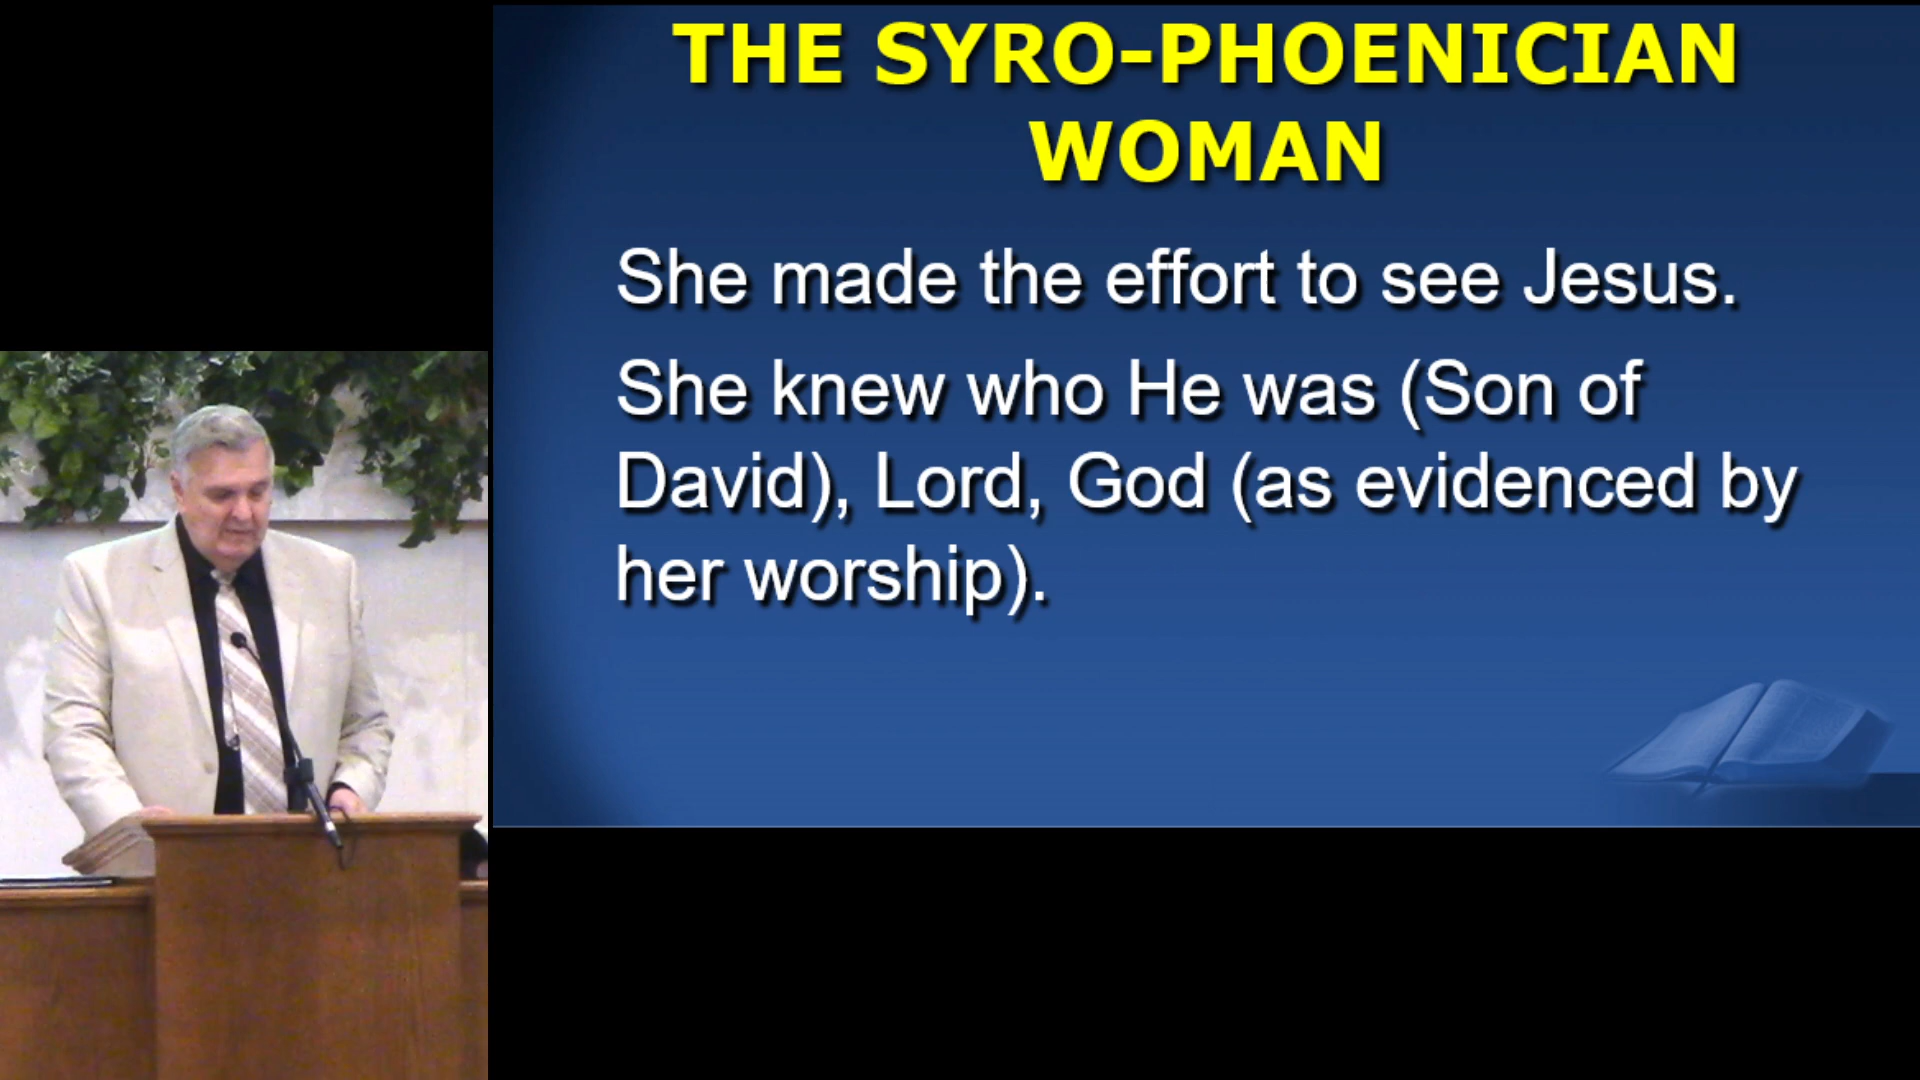 THE SYRO-PHOENICIAN
WOMAN
She made the effort to see Jesus.
She knew who He was (Son of
David), Lord, God (as evidenced by
her worship).